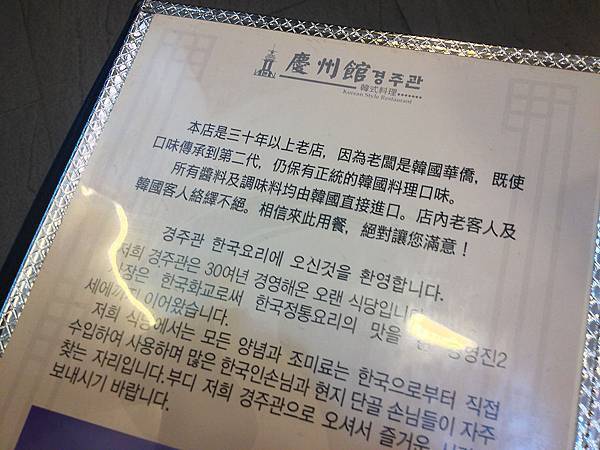 慶州館 경주관
韓式料理.......
Korean Style Restaurant
本店是三十年以上老店，因為老闆是韓國華僑，既使
口味傳承到第二代，仍保有正統的韓國料理口味。
所有醬料及調味料均由韓國直接進口。店內老客人及
韓國客人絡繹不絕。相信來此用餐，絕對讓您滿意！
경주관 한국요리에 오신것을 환영합니다.
저희 경주관은 30여년 경영해온 오랜 식당입니다
사장은 한국화교로써 한국정통요리의 맛을
세에까지 이어왔습니다.
저희 식당에서는 모든 양념과 조미료는 한국으로부터 직접
수입하여 사용하며 많은 한국인손님과 현지 단골 손님들이 자주
찾는 자리입니다.부디 저희 경주관으로 오셔서 즐거운
보내시기 바랍니다.